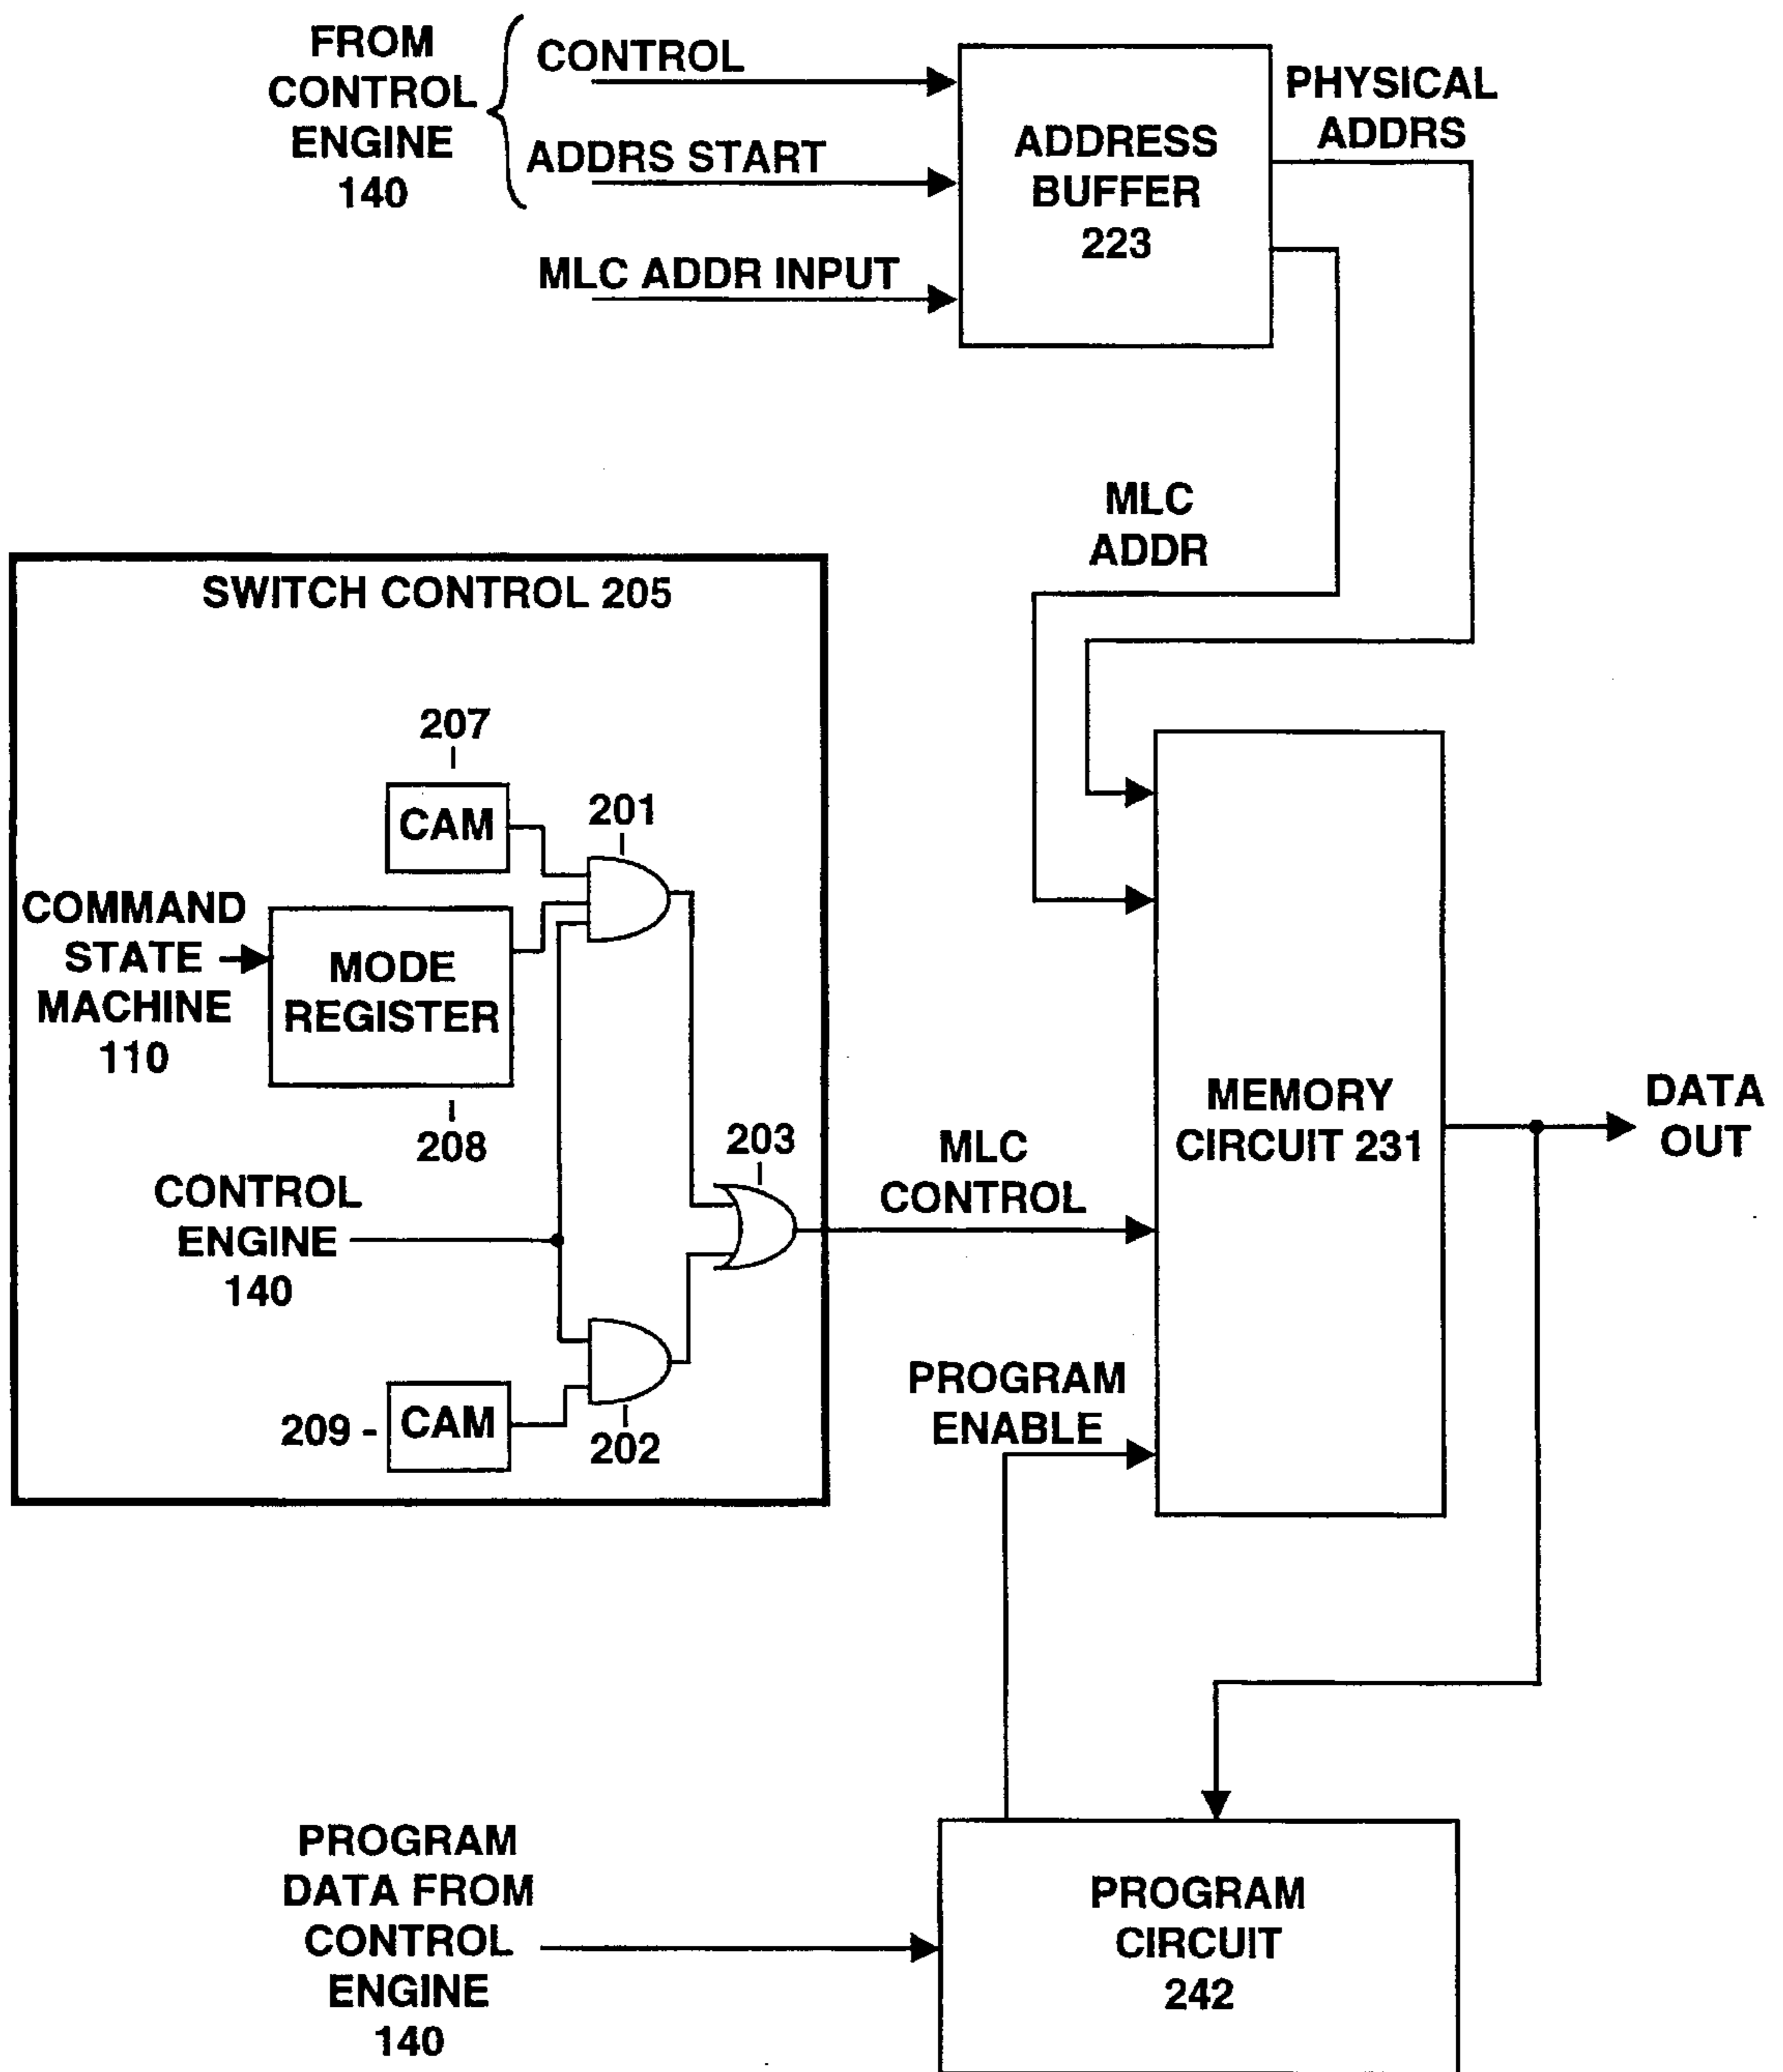 FROM
CONTROL
ENGINE
140
CONTROL
ADDRS START
MLC ADDR INPUT
ADDRESS
BUFFER
223
PHYSICAL
ADDRS
MLC
ADDR
SWITCH CONTROL 205
207
CAM
201
COMMAND
STATE
MACHINE
110
MODE
REGISTER
208
CONTROL
ENGINE
140
203
209
CAM
202
MLC
CONTROL
MEMORY
CIRCUIT 231
DATA
OUT
PROGRAM
ENABLE
PROGRAM
DATA FROM
CONTROL
ENGINE
140
PROGRAM
CIRCUIT
242